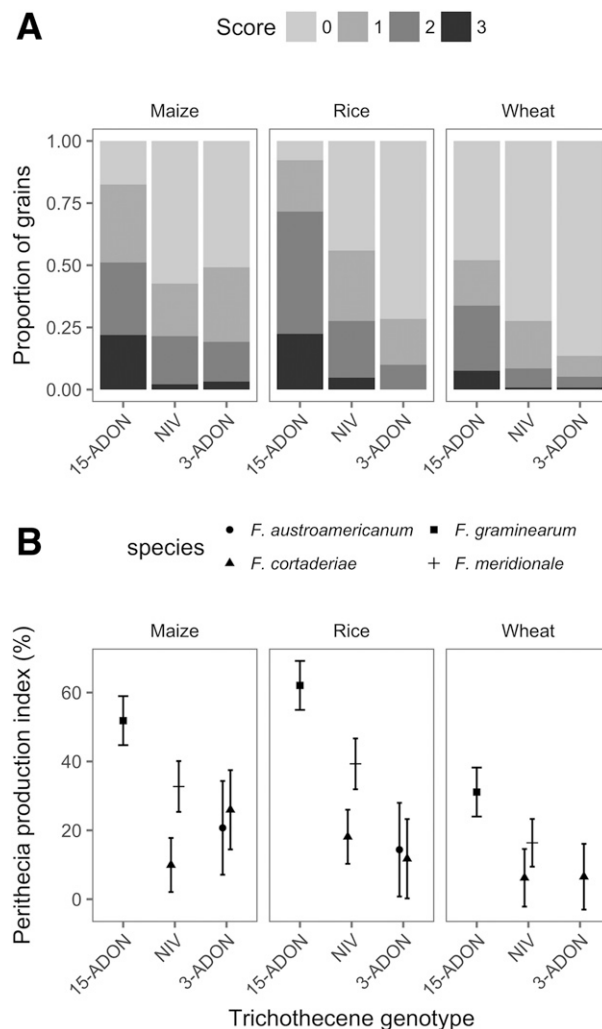 A
Score 0 1 2 3
Maize Rice Wheat
Proportion of grains
1.00
0.75
0.50
0.25
0.00
15-ADON NIV 3-ADON 15-ADON NIV 3-ADON 15-ADON NIV 3-ADON
B
species
F. austroamericanum F. graminearum
F. cortaderiae F. meridionale
Maize Rice Wheat
Perithecia production index (%)
60
40
20
0
15-ADON NIV 3-ADON 15-ADON NIV 3-ADON 15-ADON NIV 3-ADON
Trichothecene genotype